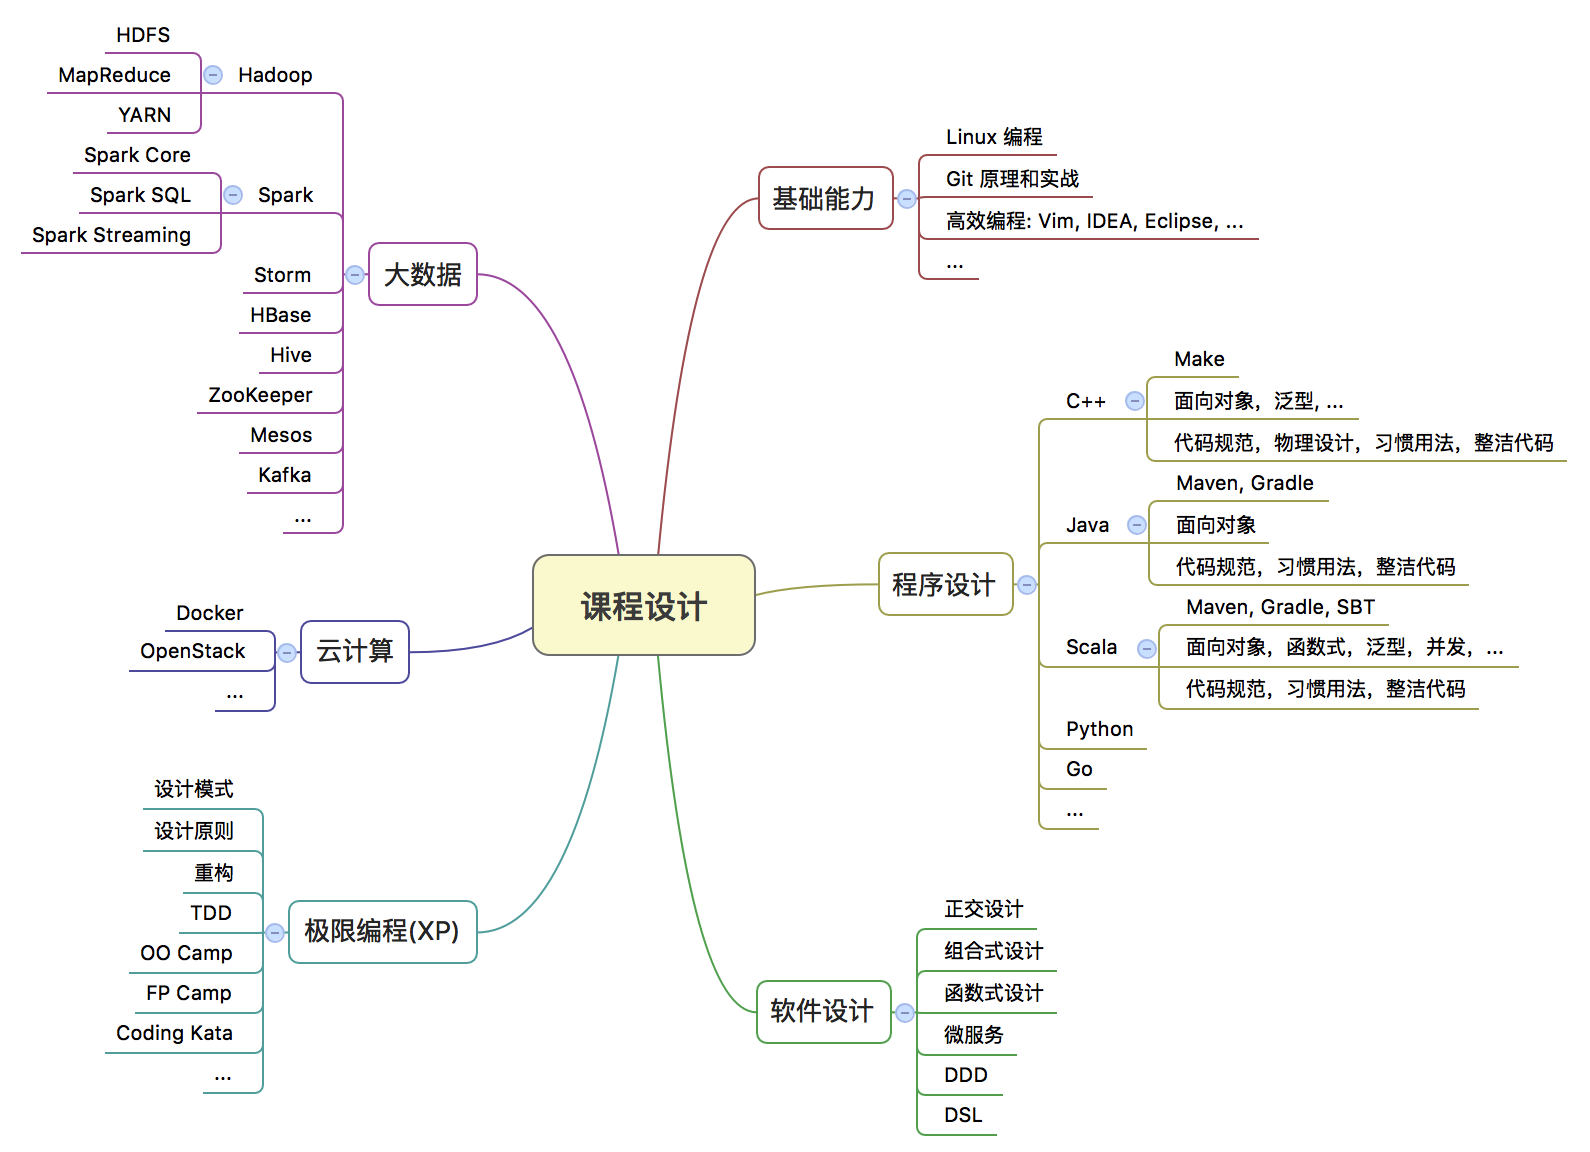 课程设计
基础能力
Linux 编程
Git 原理和实战
高效编程: Vim, IDEA, Eclipse, ...
...
程序设计
C++
Make
面向对象，泛型, ...
代码规范，物理设计，习惯用法，整洁代码
Java
Maven, Gradle
面向对象
代码规范，习惯用法，整洁代码
Scala
Maven, Gradle, SBT
面向对象，函数式，泛型，并发，...
代码规范，习惯用法，整洁代码
Python
Go
...
软件设计
正交设计
组合式设计
函数式设计
微服务
DDD
DSL
大数据
Hadoop
HDFS
MapReduce
YARN
Spark
Spark Core
Spark SQL
Spark Streaming
Storm
HBase
Hive
ZooKeeper
Mesos
Kafka
...
云计算
Docker
OpenStack
...
极限编程(XP)
设计模式
设计原则
重构
TDD
OO Camp
FP Camp
Coding Kata
...